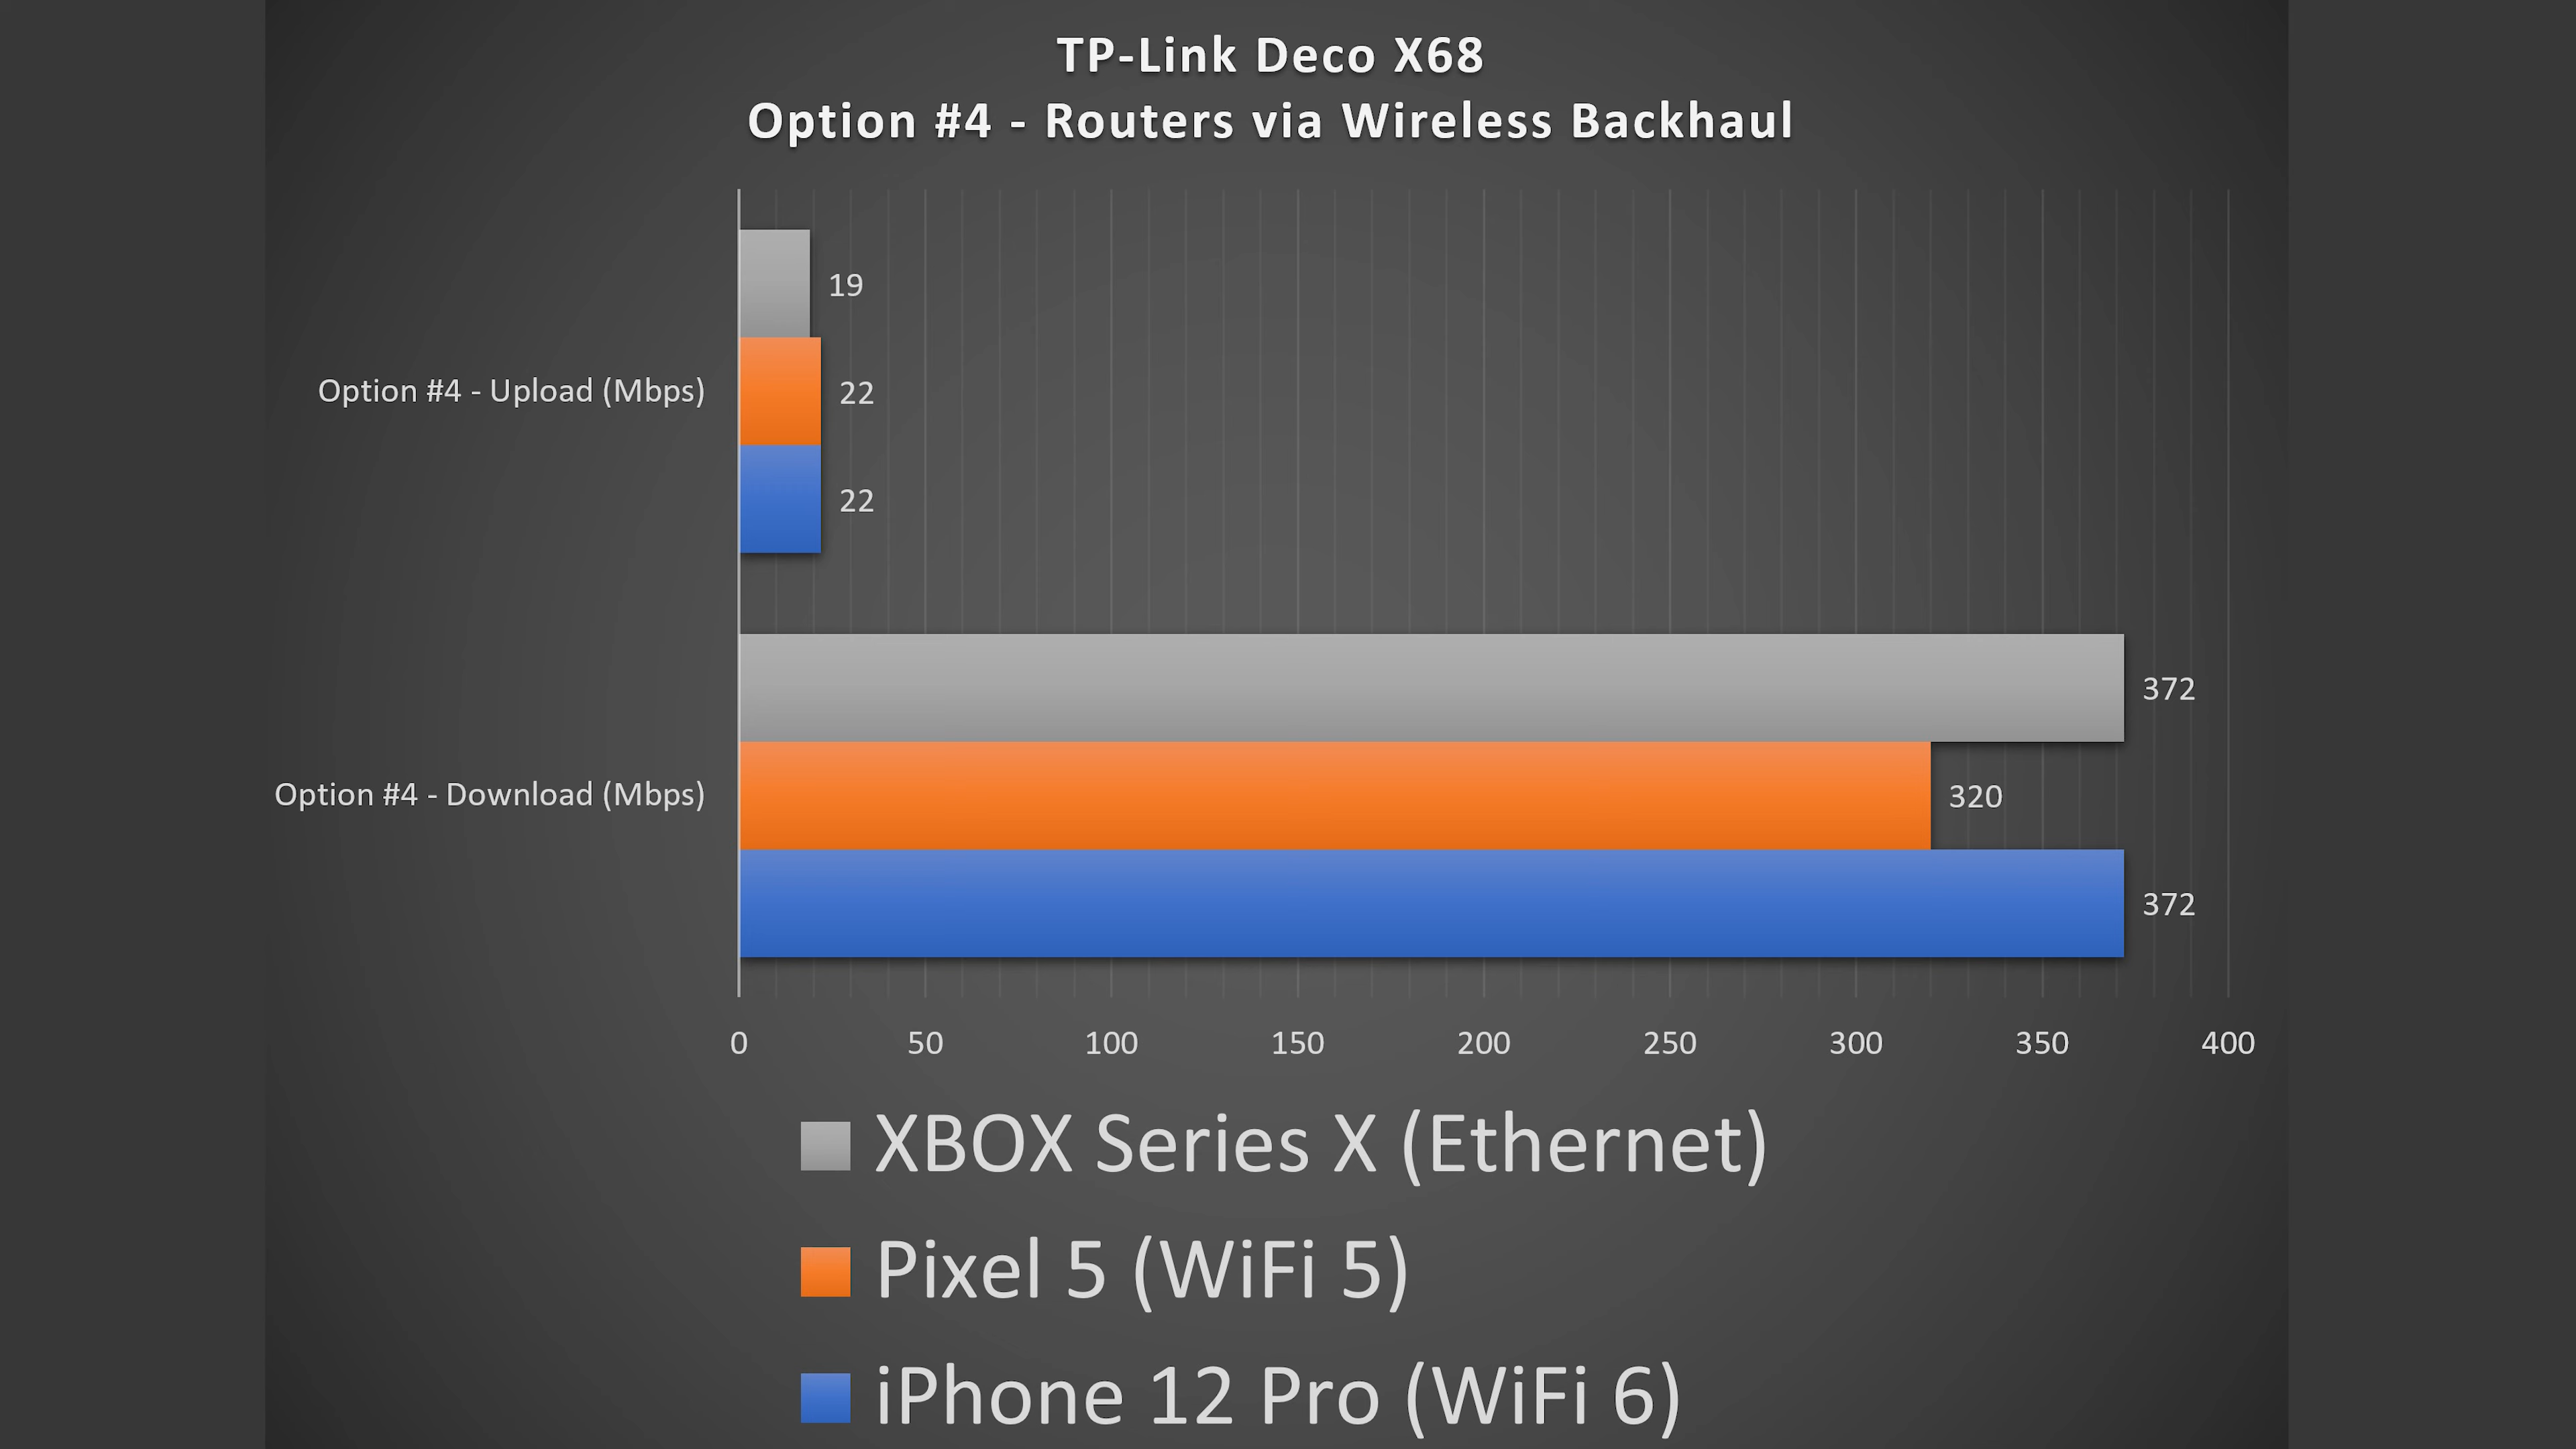 TP-Link Deco X68
Option #4 - Routers via Wireless Backhaul
19
Option #4 - Upload (Mbps)
22
22
372
Option #4 - Download (Mbps)
320
372
0 50 100 150 200 250 300 350 400
XBOX Series X (Ethernet)
Pixel 5 (WiFi 5)
iPhone 12 Pro (WiFi 6)